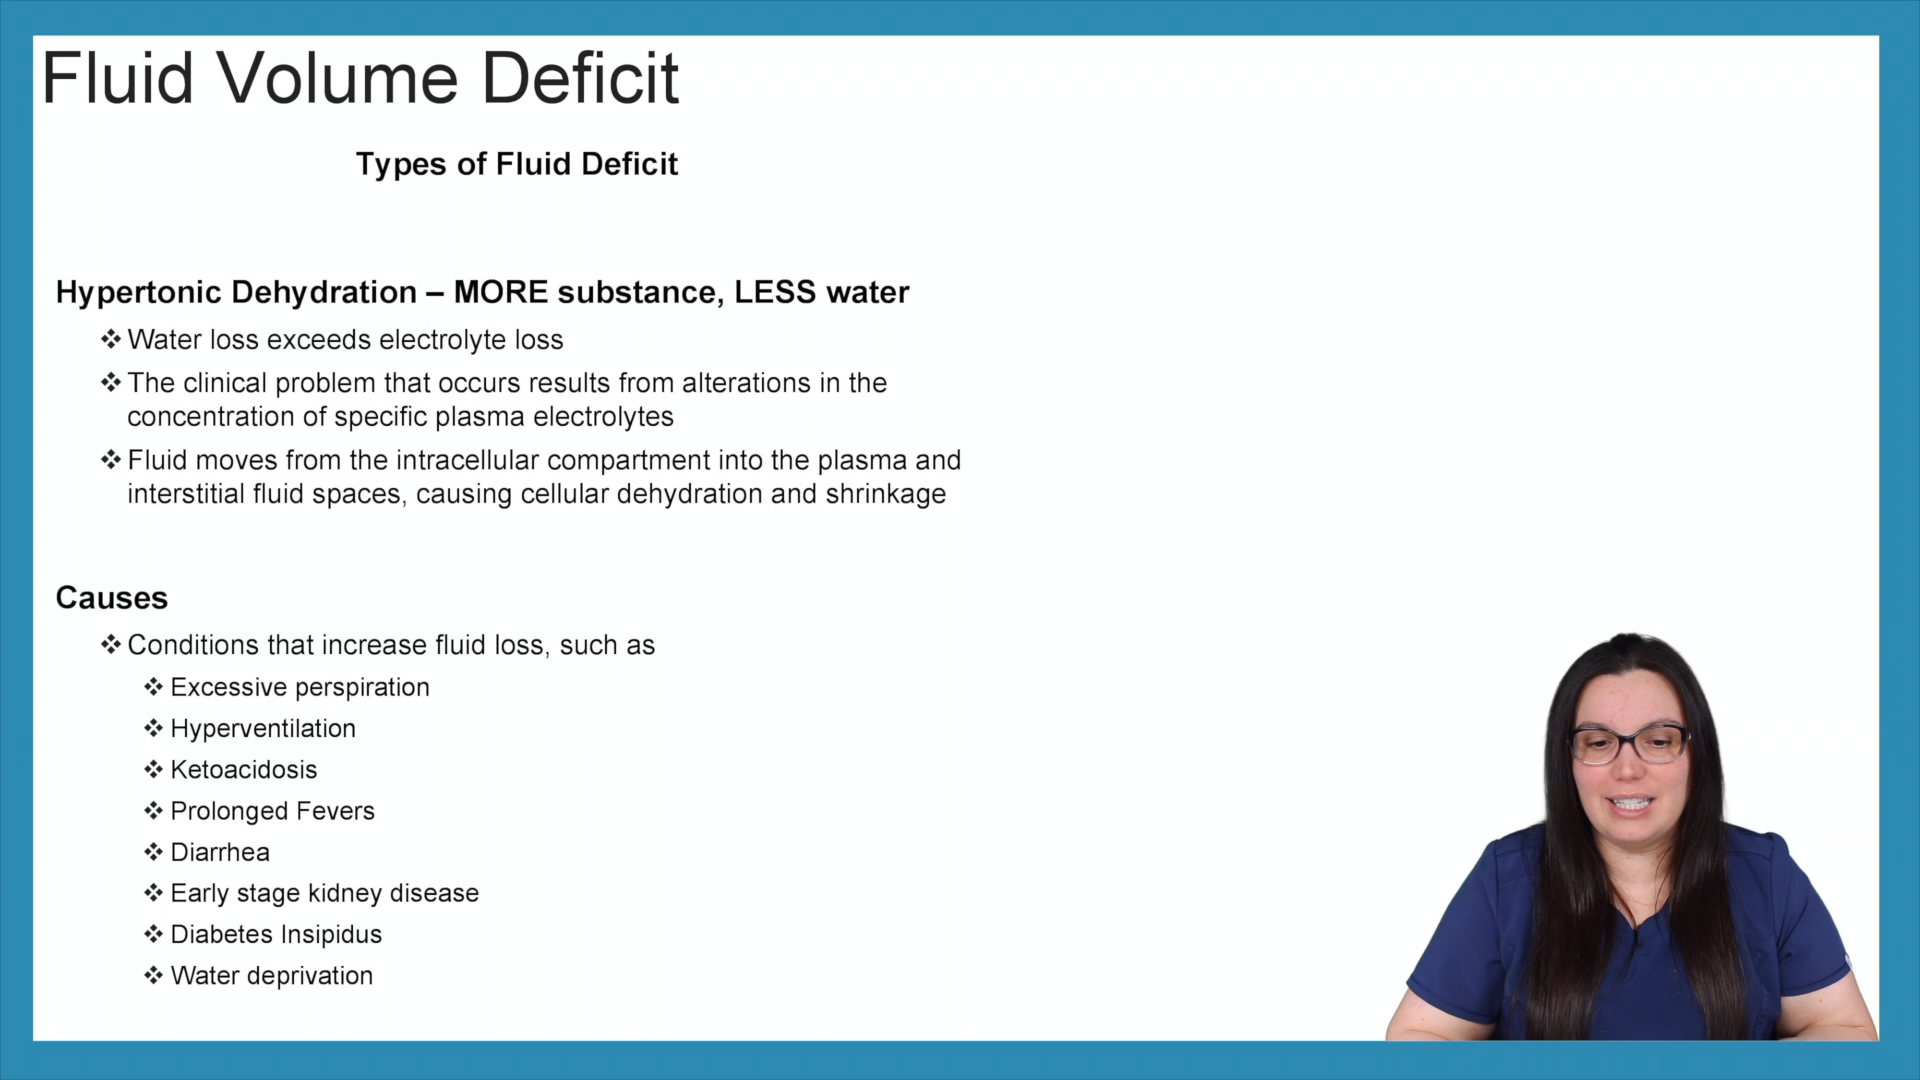 Fluid Volume Deficit
Types of Fluid Deficit
Hypertonic Dehydration – MORE substance, LESS water
❖ Water loss exceeds electrolyte loss
❖ The clinical problem that occurs results from alterations in the
concentration of specific plasma electrolytes
❖ Fluid moves from the intracellular compartment into the plasma and
interstitial fluid spaces, causing cellular dehydration and shrinkage
Causes
❖ Conditions that increase fluid loss, such as
❖ Excessive perspiration
❖ Hyperventilation
❖ Ketoacidosis
❖ Prolonged Fevers
❖ Diarrhea
❖ Early stage kidney disease
❖ Diabetes Insipidus
❖ Water deprivation